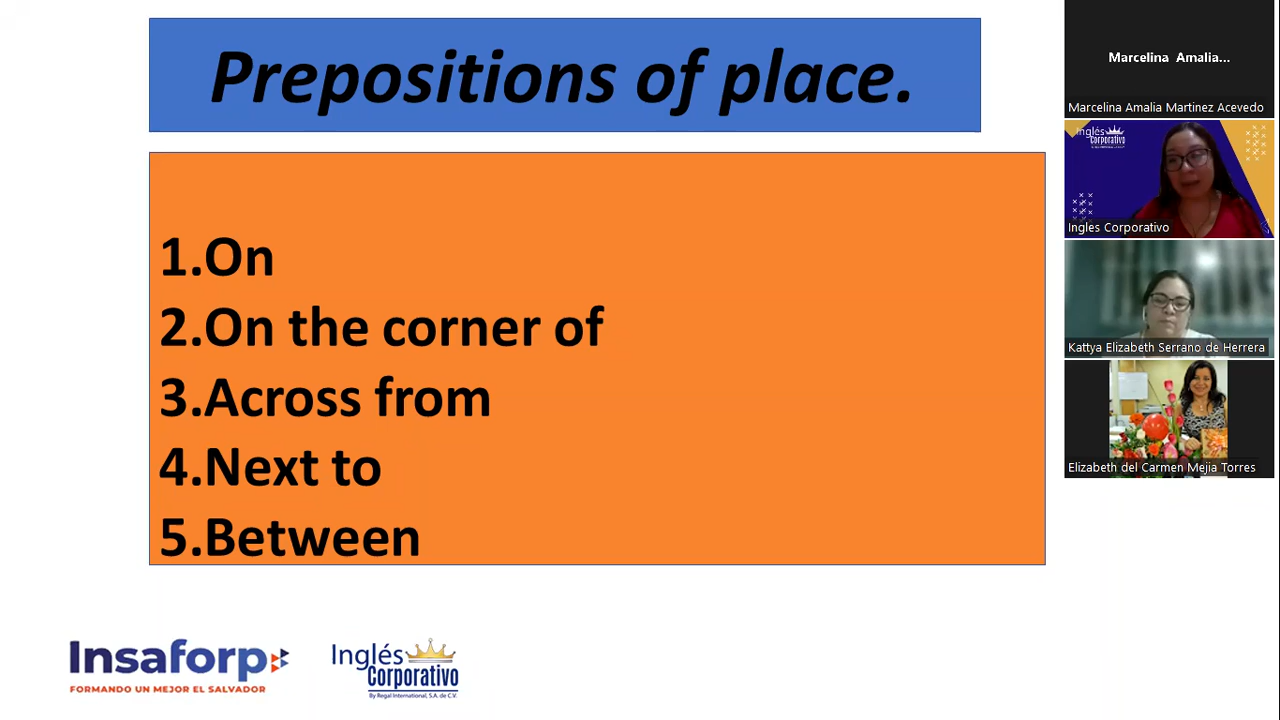 Prepositions of place.
1.On
2.On the corner of
3.Across from
4.Next to
5.Between
Insaforp
FORMANDO UN MEJOR EL SALVADOR
Inglés
Corporativo
By Regal International, S.A. de C.V.
Marcelina Amalia...
Marcelina Amalia Martinez Acevedo
Inglés
Corporativo
Ingles Corporativo
Kattya Elizabeth Serrano de Herrera
Elizabeth del Carmen Mejia Torres